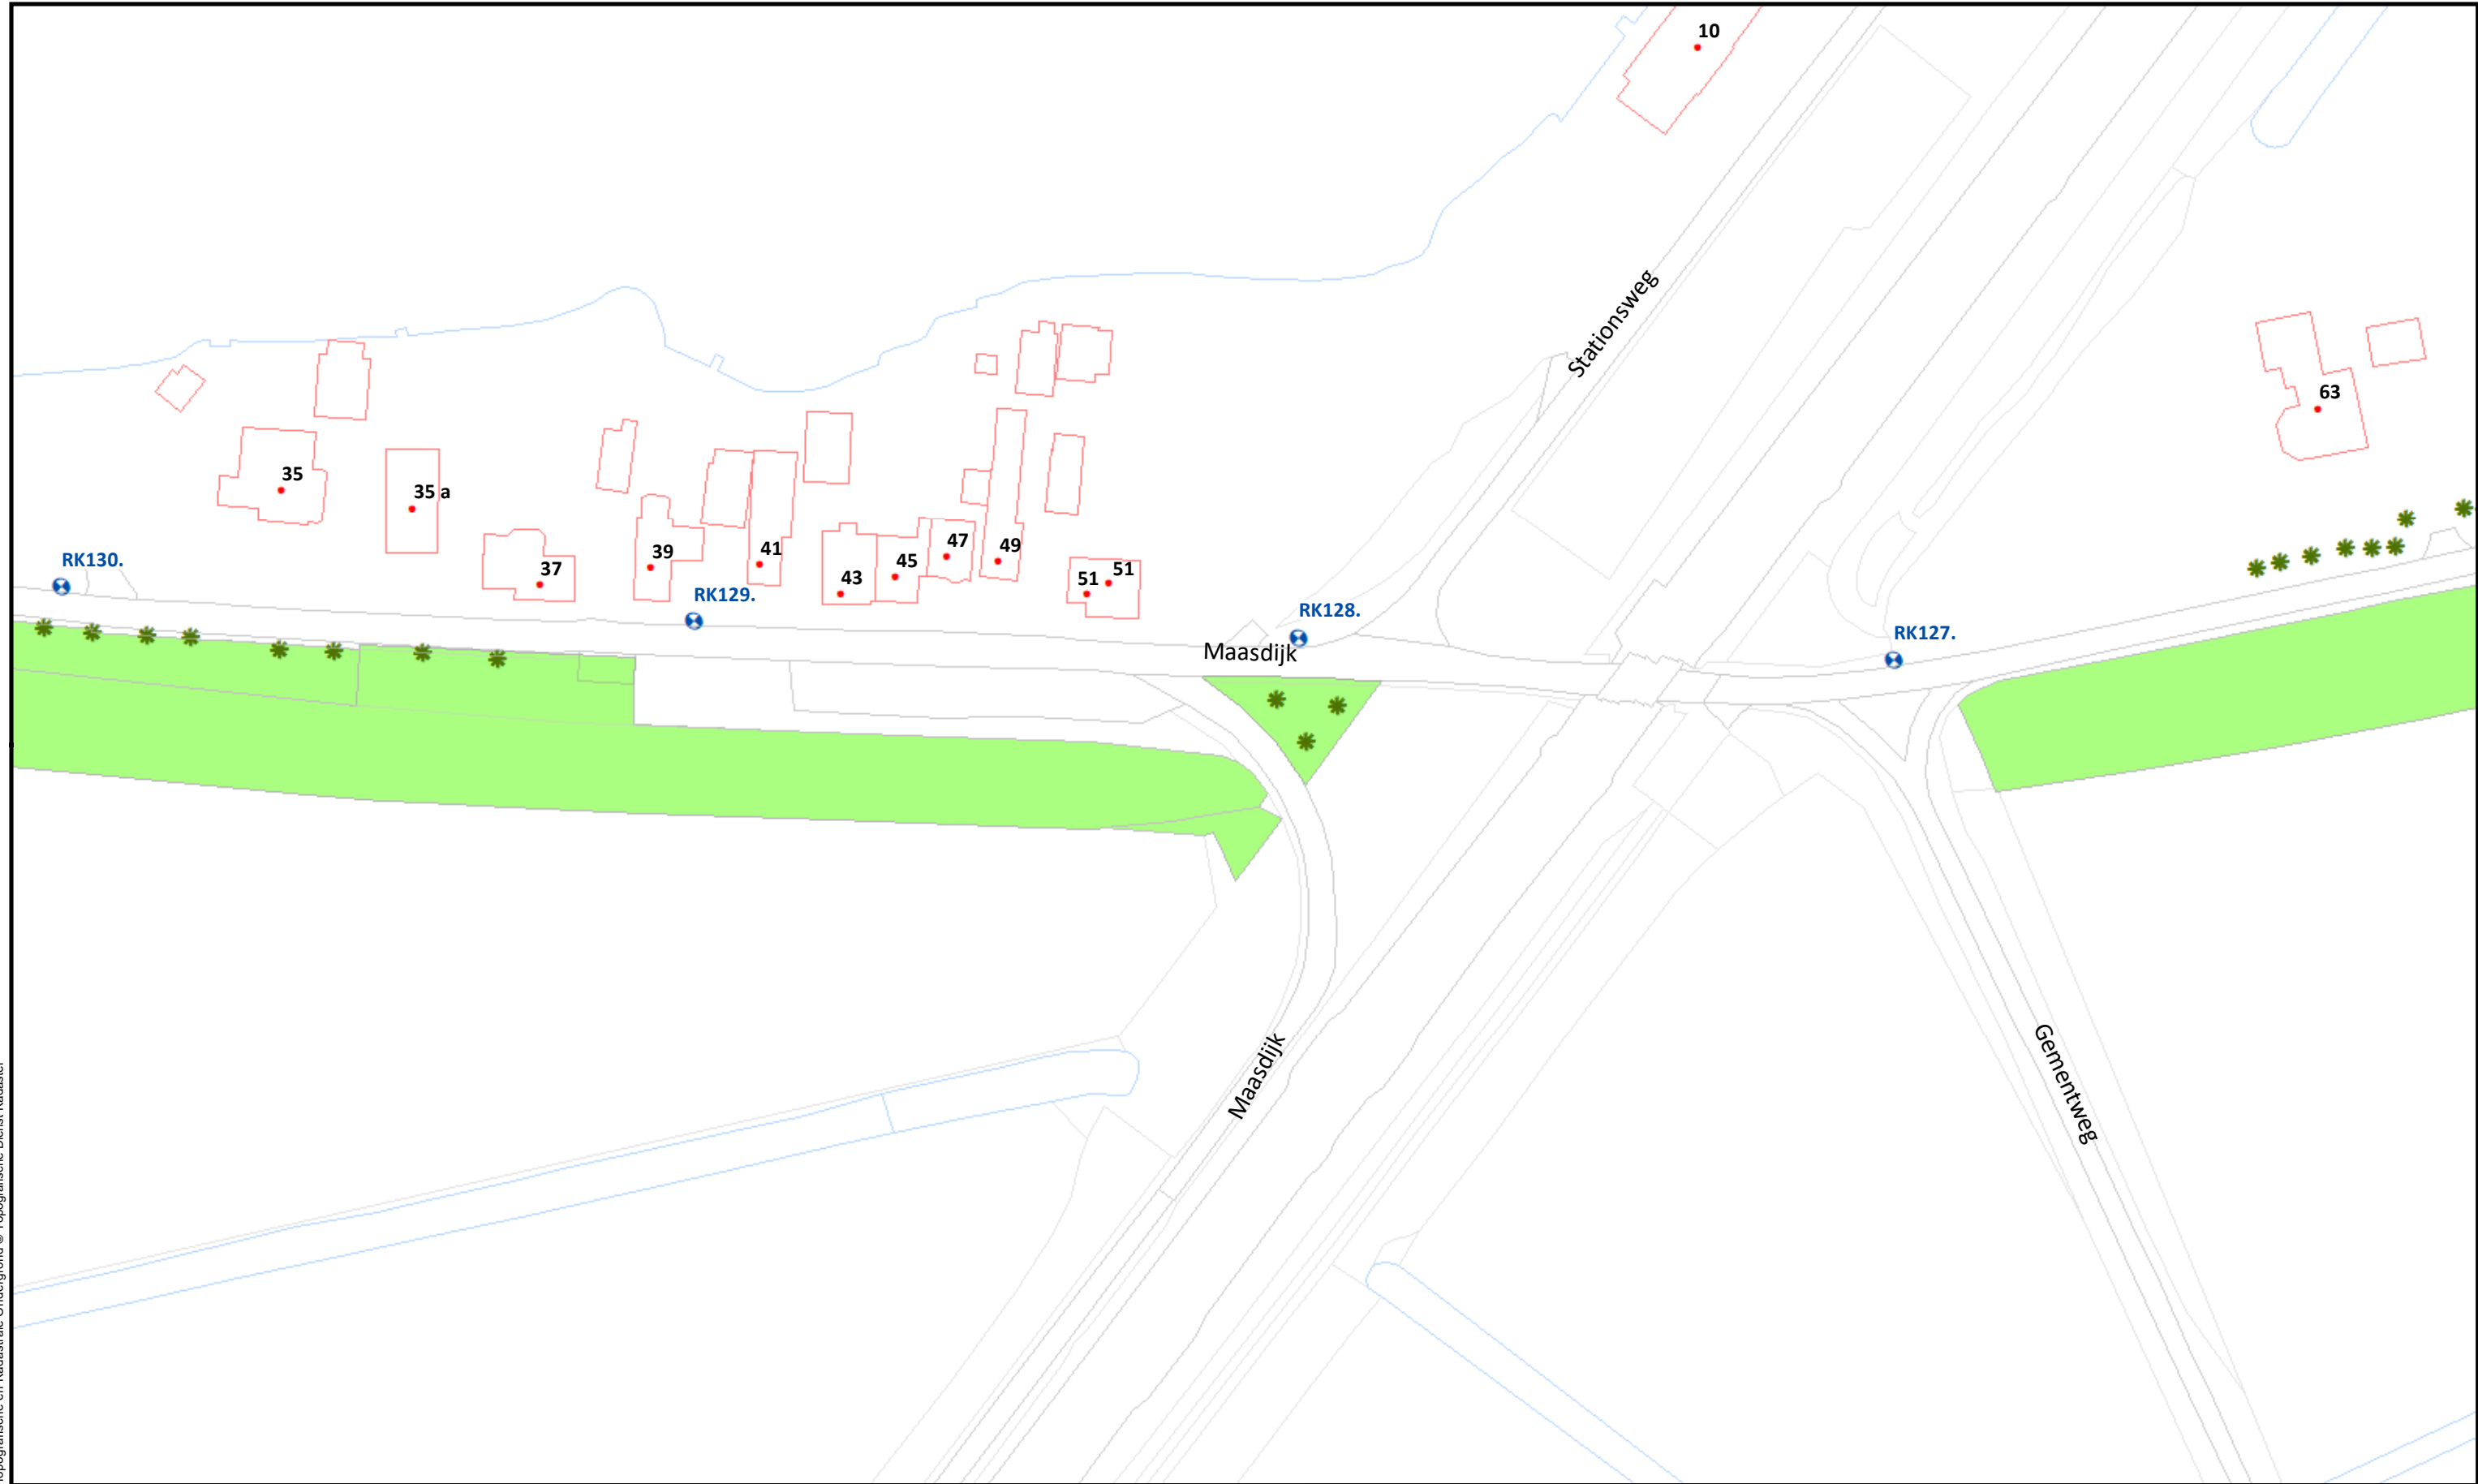 10
Stationsweg
63
35
35 a
RK130.
37
39
41
RK129.
43
45
47
49
51
51
RK128.
Maasdijk
RK127.
Maasdijk
Gementweg